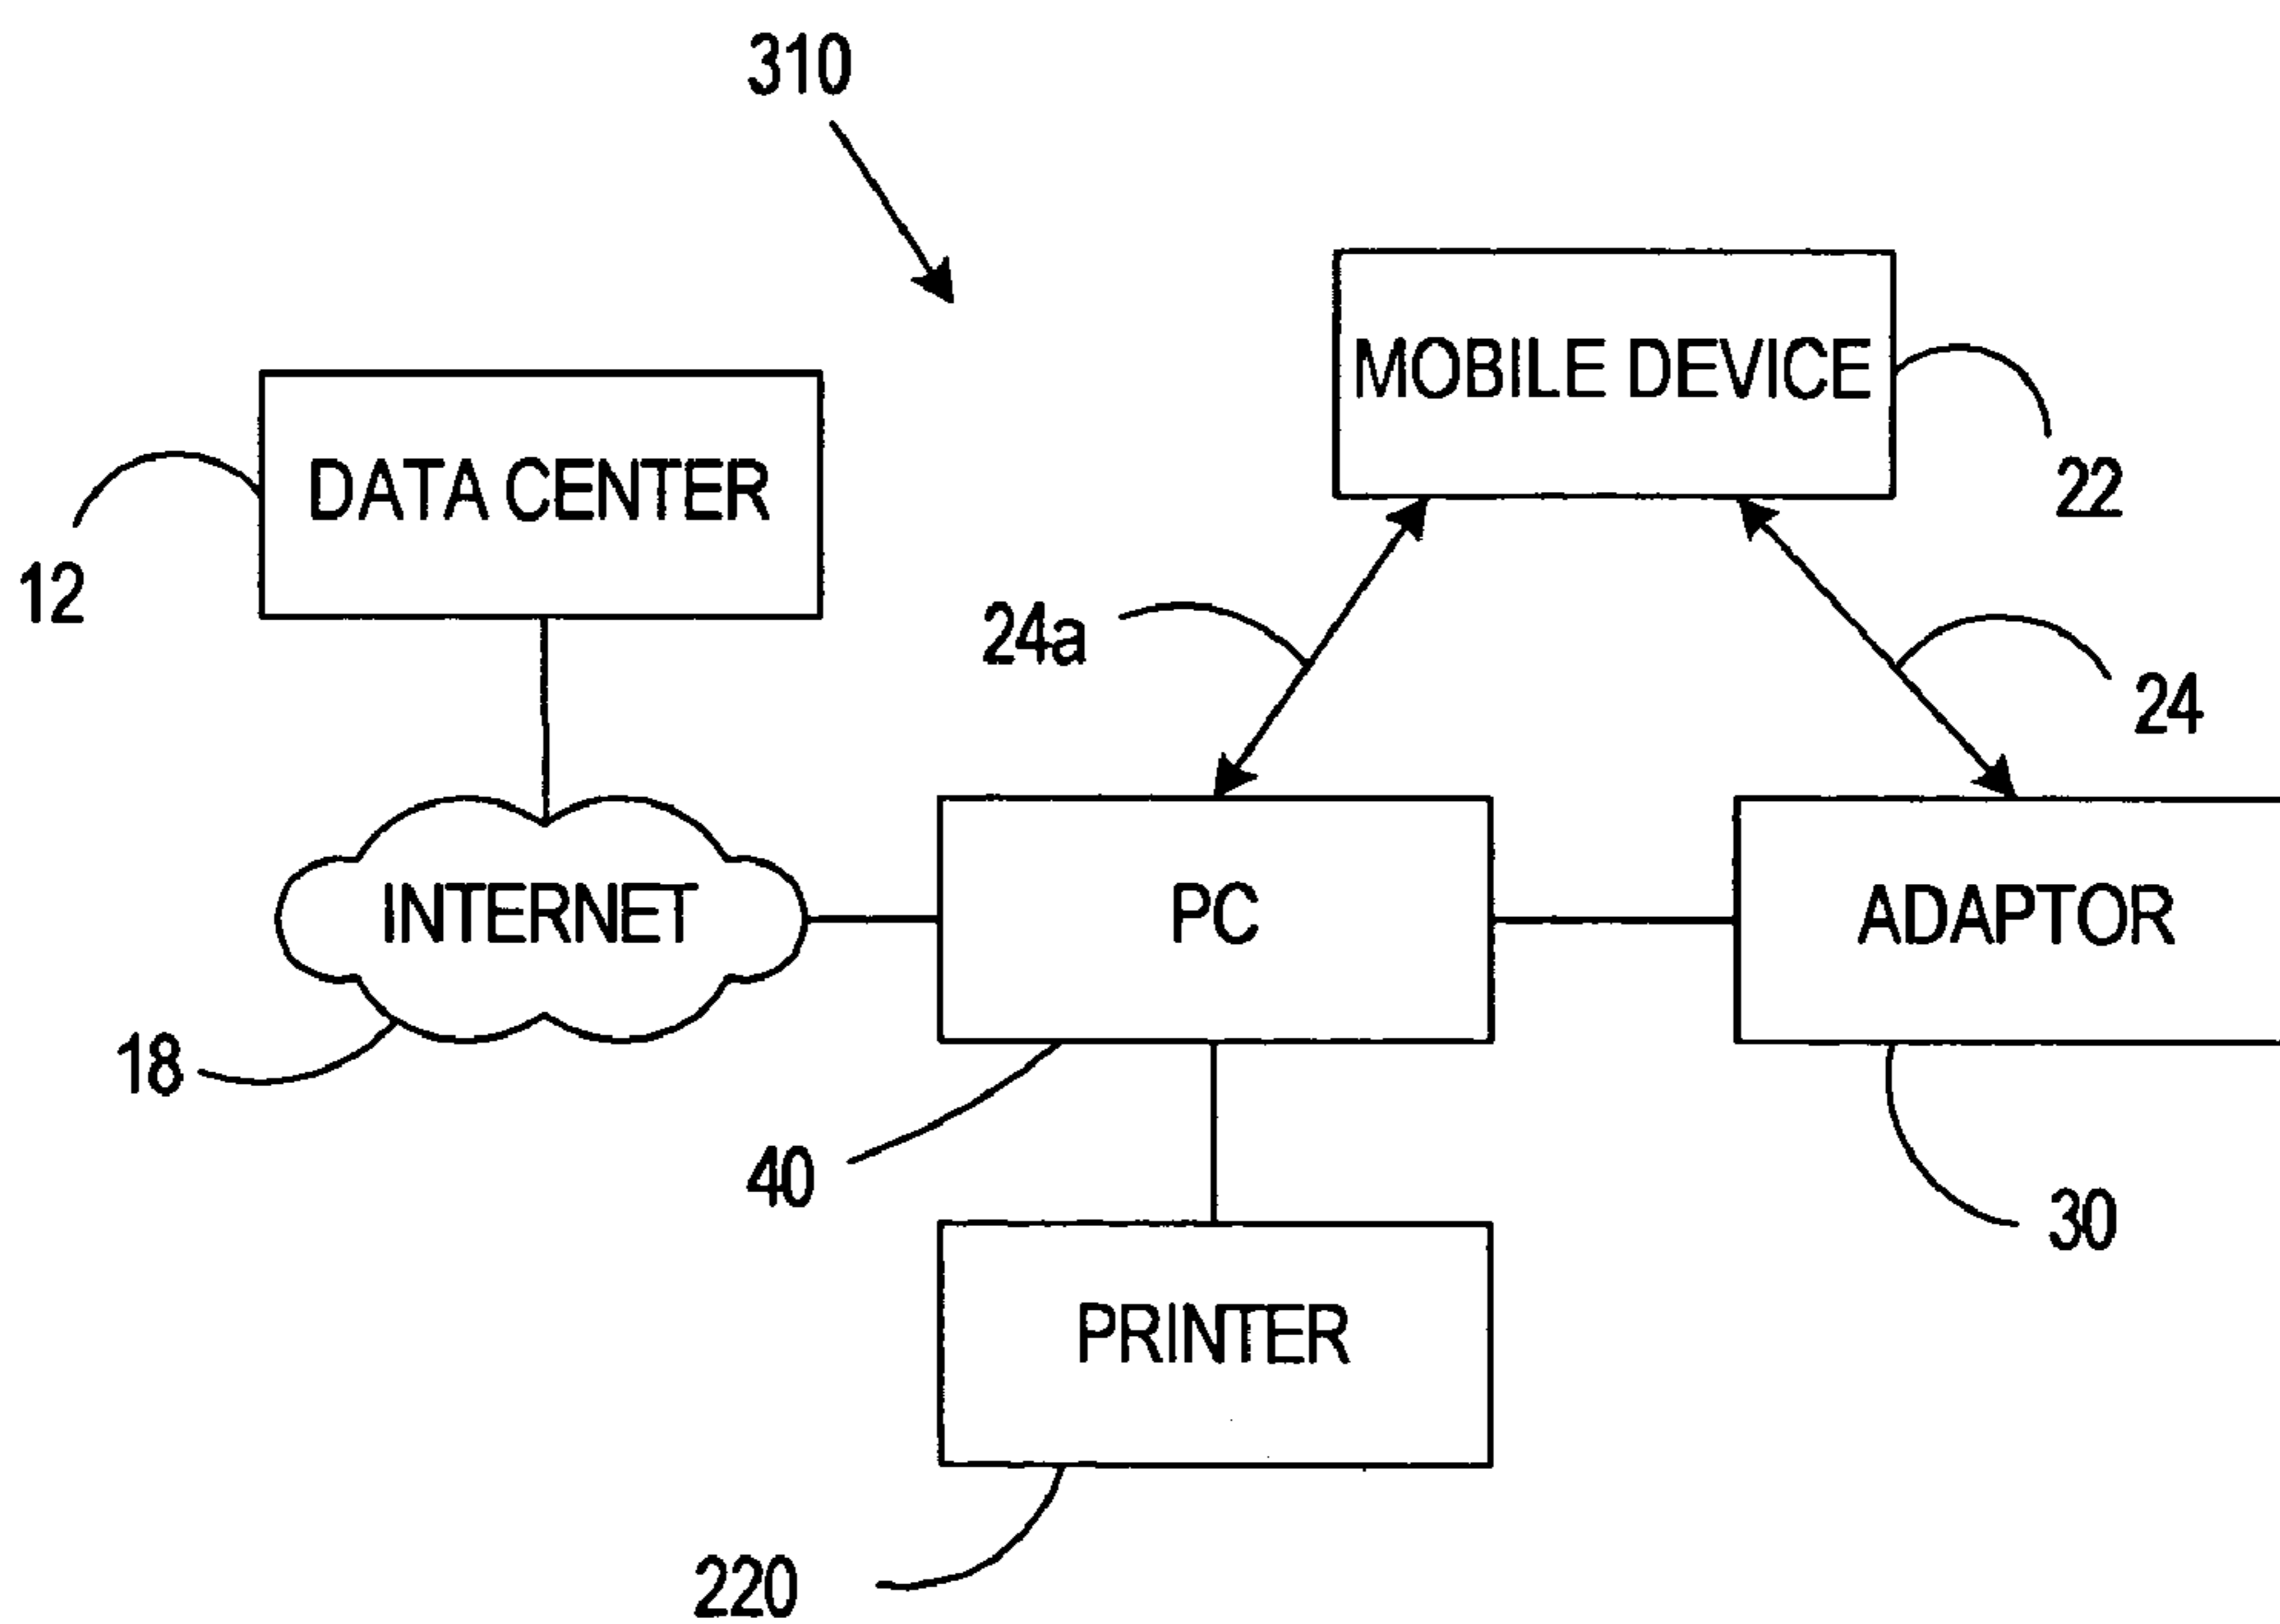 310
MOBILE DEVICE
DATA CENTER
22
12
24a
24
INTERNET
PC
ADAPTOR
18
40
30
PRINTER
220